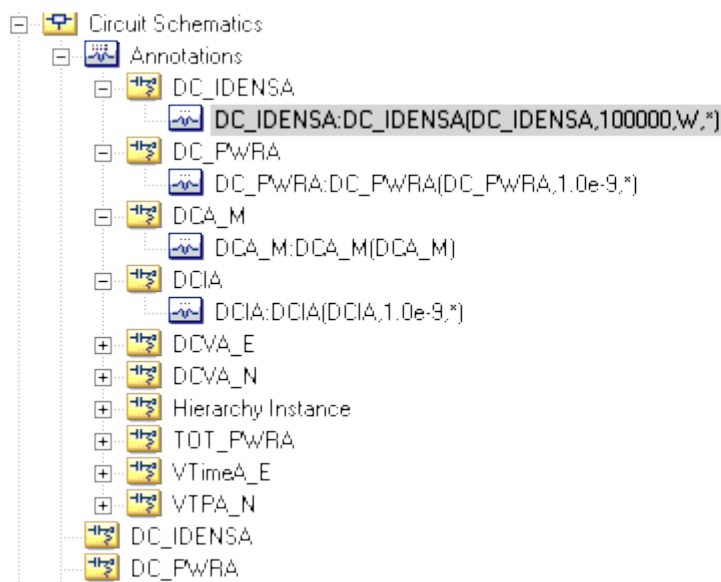 Circuit Schematics
Annotations
DC_IDENSA
DC_IDENSA:DC_IDENSA(DC_IDENSA,100000,W,*)
DC_PWRA
DC_PWRA:DC_PWRA(DC_PWRA,1.0e-9,*)
DCA_M
DCA_M:DCA_M(DCA_M)
DCIA
DCIA:DCIA(DCIA,1.0e-9,*)
DCVA_E
DCVA_N
Hierarchy Instance
TOT_PWRA
VTimeA_E
VTPA_N
DC_IDENSA
DC_PWRA